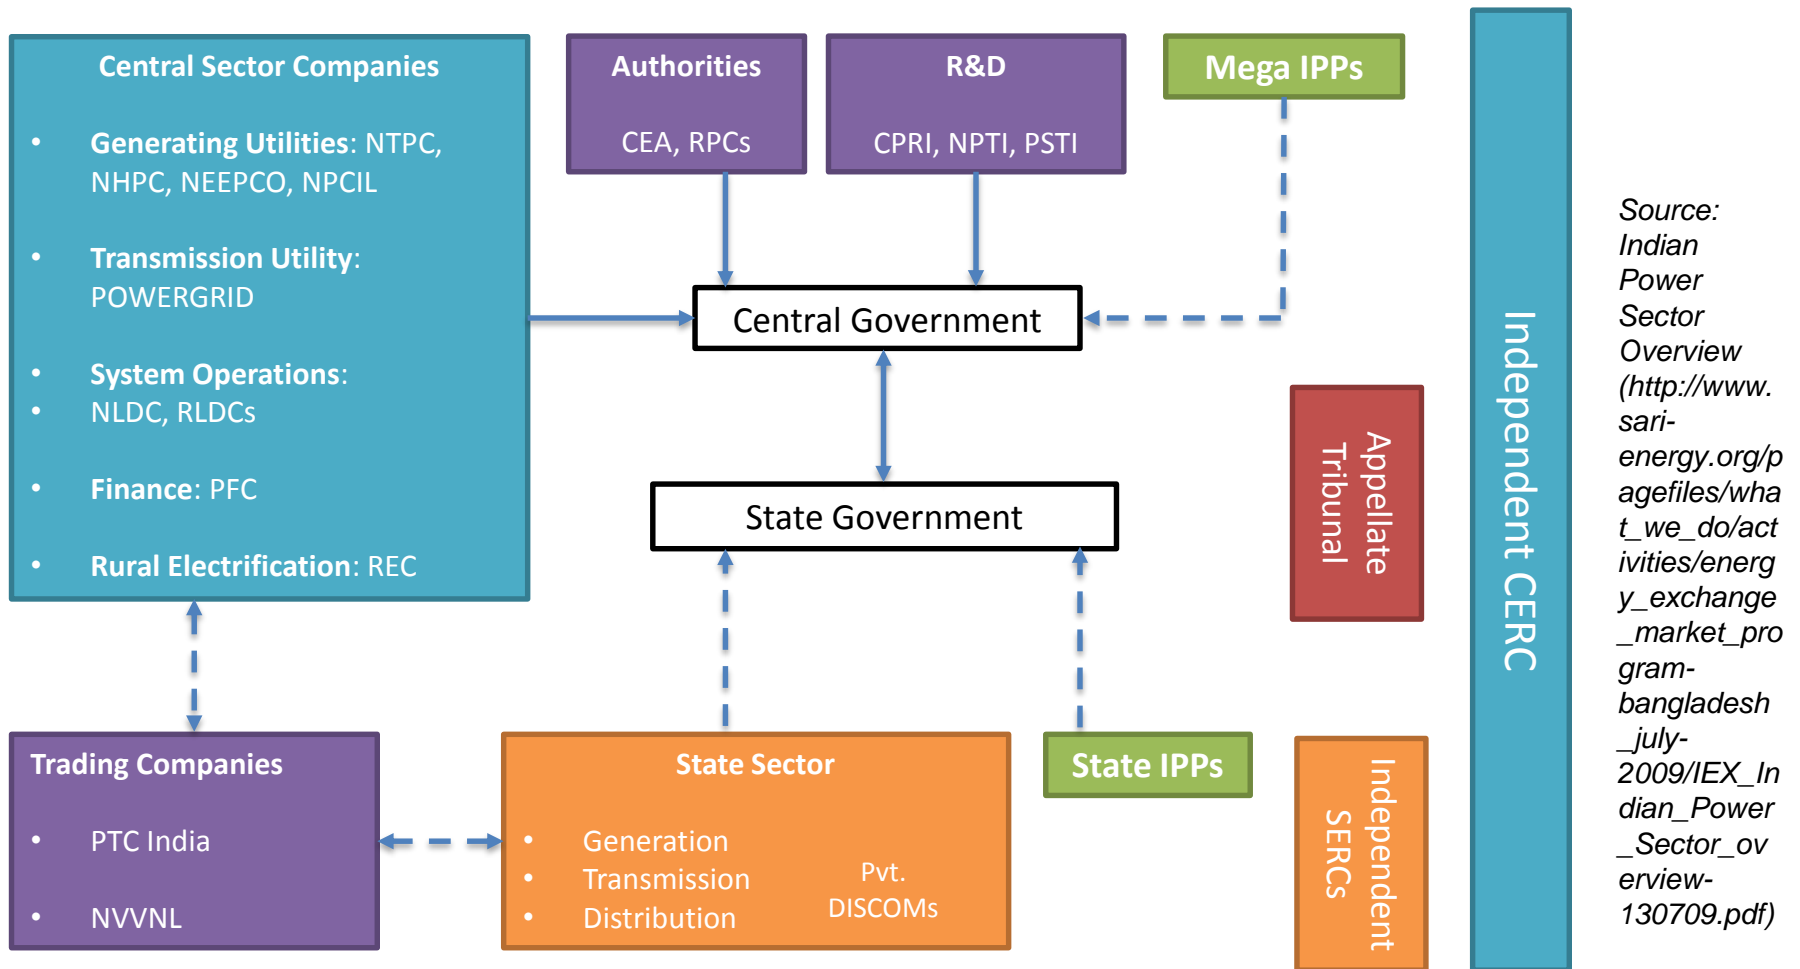 Central Sector Companies
• Generating Utilities: NTPC,
NHPC, NEEPCO, NPCIL
• Transmission Utility:
POWERGRID
• System Operations:
• NLDC, RLDCs
• Finance: PFC
• Rural Electrification: REC
Authorities
CEA, RPCs
R&D
CPRI, NPTI, PSTI
Mega IPPs
Central Government
State Government
Trading Companies
• PTC India
• NVVNL
State Sector
• Generation
• Transmission
• Distribution
Pvt.
DISCOMs
State IPPs
Appellate
Tribunal
Independent
SERCs
Independent CERC
Source:
Indian
Power
Sector
Overview
(http://www.
sari-
energy.org/p
agefiles/wha
t_we_do/act
ivities/energ
y_exchange
_market_pro
gram-
bangladesh
_july-
2009/IEX_In
dian_Power
_Sector_ov
erview-
130709.pdf)